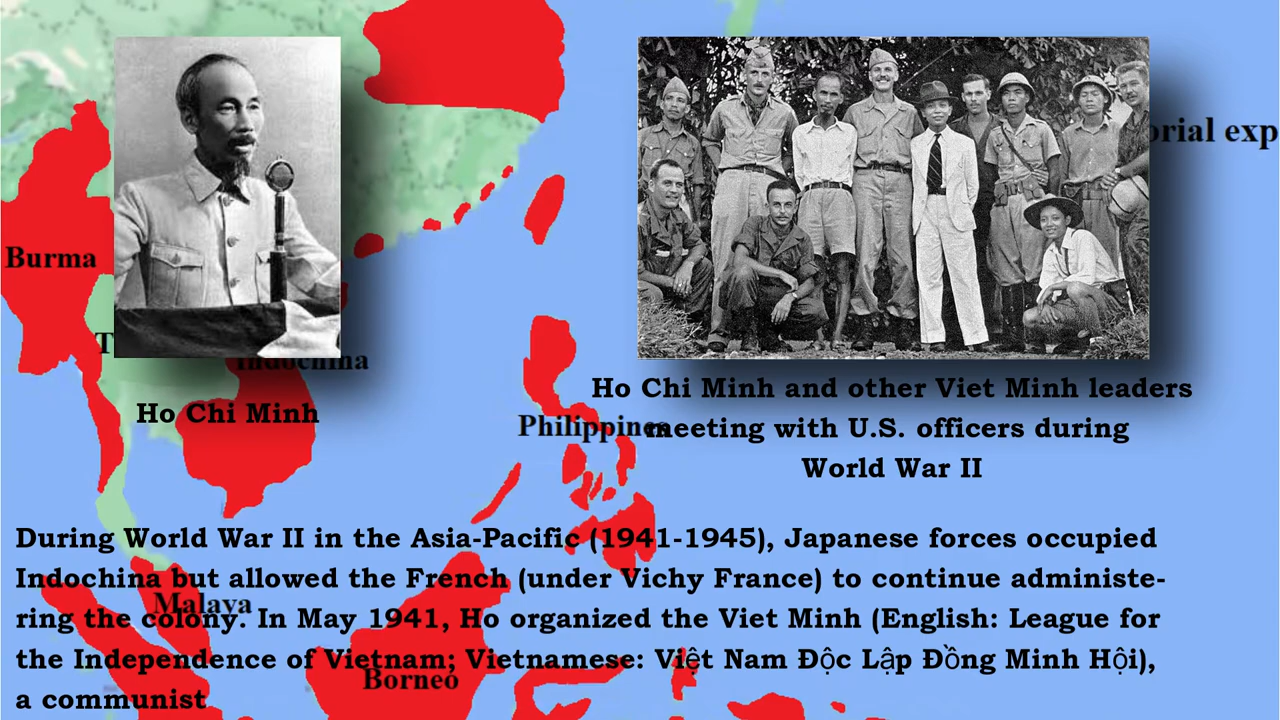 orial exp
Burma
T
Indochina
Ho Chi Minh
Ho Chi Minh and other Viet Minh leaders
meeting with U.S. officers during
World War II
Philippines
During World War II in the Asia-Pacific (1941-1945), Japanese forces occupied
Indochina but allowed the French (under Vichy France) to continue administe-
ring the colony. In May 1941, Ho organized the Viet Minh (English: League for
the Independence of Vietnam; Vietnamese: Việt Nam Độc Lập Đồng Minh Hội),
a communist
Malaya
Borneo